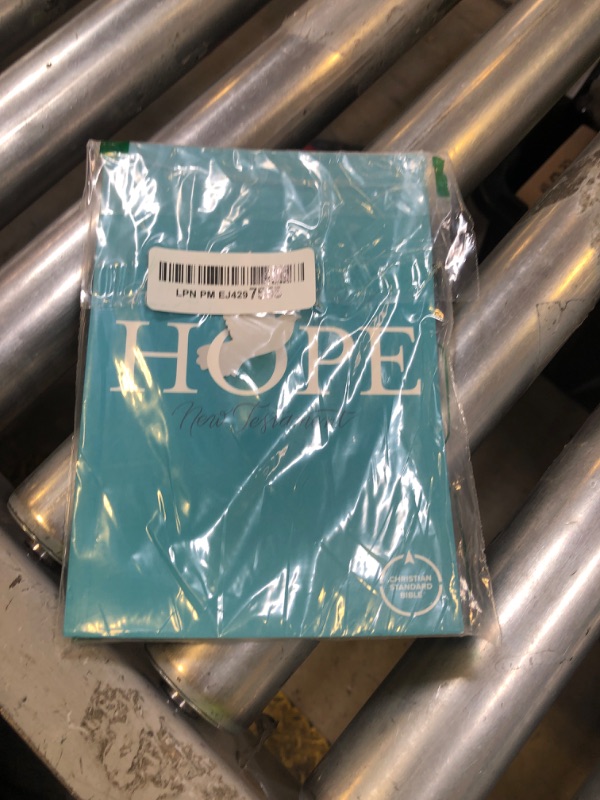 LPN PM EJ429
HOPE
New Testament
CHRISTIAN
STANDARD
BIBLE